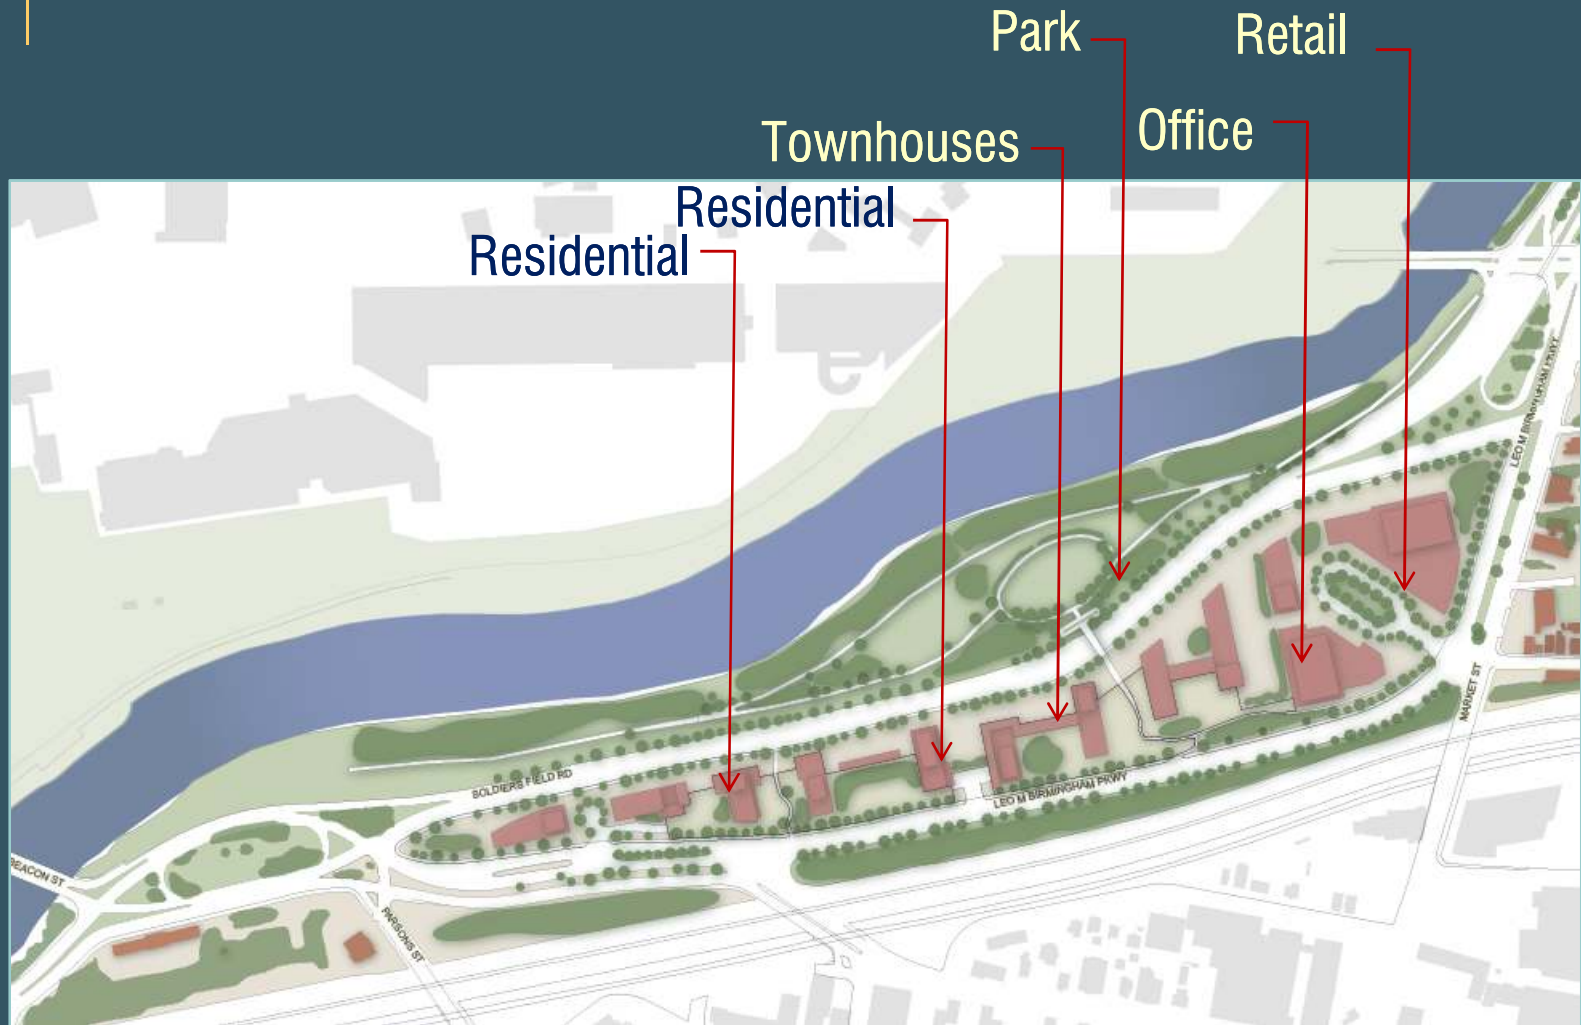 Park
Retail
Townhouses
Office
Residential
Residential
LEO M BIRMINGHAM PKWY
MARKET ST
SOLDIERS FIELD RD
LEO M BIRMINGHAM PKWY
BEACON ST
PARSONS ST